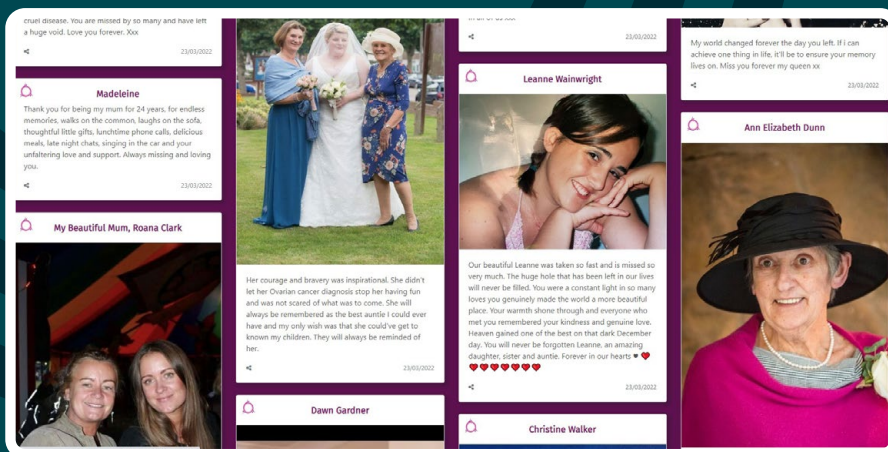 cruel disease. You are missed by so many and have left
a huge void. Love you forever. Xxx
23/03/2022
Madeleine
Thank you for being my mum for 24 years, for endless
memories, walks on the common, laughs on the sofa,
thoughtful little gifts, lunchtime phone calls, delicious
meals, late night chats, singing in the car and your
unfaltering love and support. Always missing and loving
you.
23/03/2022
My Beautiful Mum, Roana Clark
Her courage and bravery was inspirational. She didn't
let her Ovarian cancer diagnosis stop her having fun
and was not scared of what was to come. She will
always be remembered as the best auntie I could ever
have and my only wish was that she could've get to
known my children. They will always be reminded of
her.
23/03/2022
Dawn Gardner
23/03/2022
Leanne Wainwright
Our beautiful Leanne was taken so fast and is missed so
very much. The huge hole that has been left in our lives
will never be filled. You were a constant light in so many
loves you genuinely made the world a more beautiful
place. Your warmth shone through and everyone who
met you remembered your kindness and genuine love.
Heaven gained one of the best on that dark December
day. You will never be forgotten Leanne, an amazing
daughter, sister and auntie. Forever in our hearts ♥ ❤️
❤️❤️❤️❤️❤️❤️❤️
23/03/2022
Christine Walker
My world changed forever the day you left. If i can
achieve one thing in life, it'll be to ensure your memory
lives on. Miss you forever my queen xx
23/03/2022
Ann Elizabeth Dunn